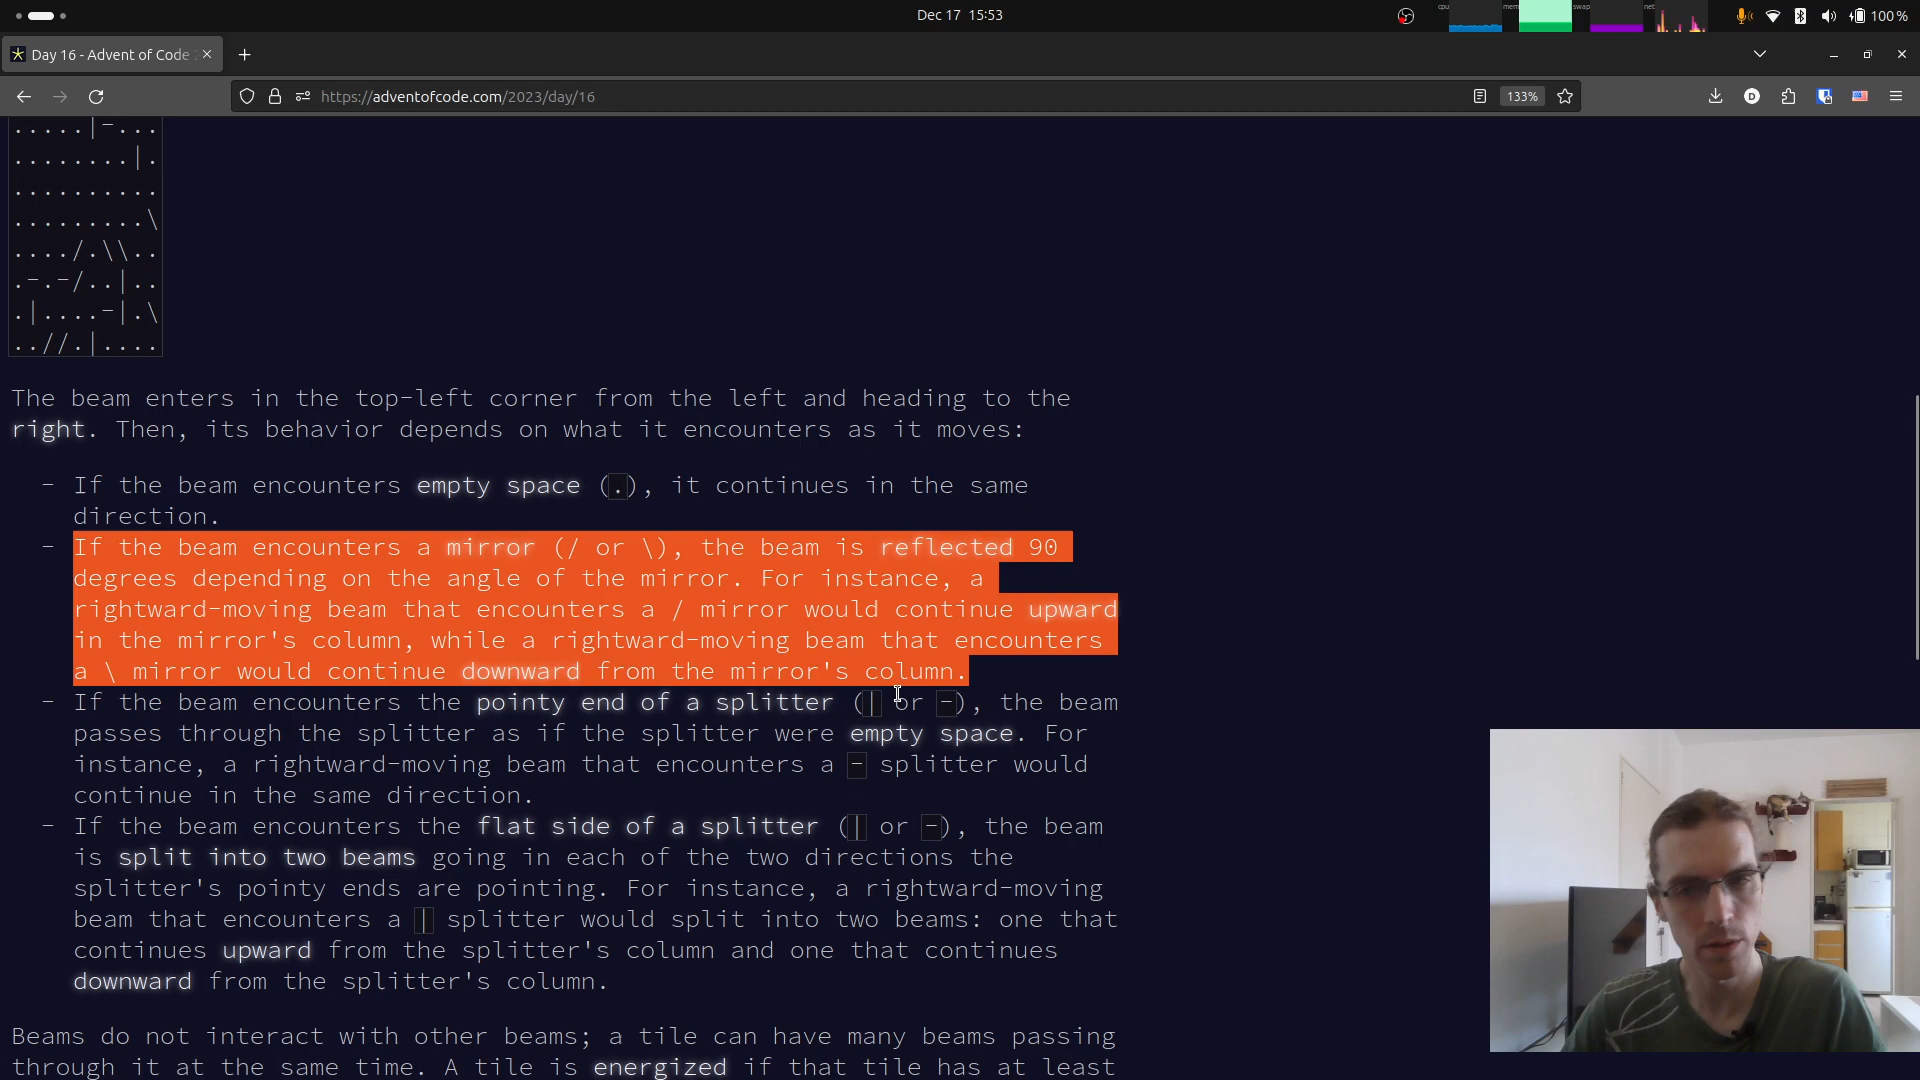 Dec 17 15:53
cpu
mem
swap
net
100 %
Day 16 - Advent of Code
https://adventofcode.com/2023/day/16
133%
D
.....|-...
........|.
..........
.........\
..../.\\..
.-.-/..|..
.|....-|.\
..//.|....
The beam enters in the top-left corner from the left and heading to the
right. Then, its behavior depends on what it encounters as it moves:
- If the beam encounters empty space (.), it continues in the same
direction.
- If the beam encounters a mirror (/ or \), the beam is reflected 90
degrees depending on the angle of the mirror. For instance, a
rightward-moving beam that encounters a / mirror would continue upward
in the mirror's column, while a rightward-moving beam that encounters
a \ mirror would continue downward from the mirror's column.
- If the beam encounters the pointy end of a splitter (| or -), the beam
passes through the splitter as if the splitter were empty space. For
instance, a rightward-moving beam that encounters a - splitter would
continue in the same direction.
- If the beam encounters the flat side of a splitter (| or -), the beam
is split into two beams going in each of the two directions the
splitter's pointy ends are pointing. For instance, a rightward-moving
beam that encounters a | splitter would split into two beams: one that
continues upward from the splitter's column and one that continues
downward from the splitter's column.
Beams do not interact with other beams; a tile can have many beams passing
through it at the same time. A tile is energized if that tile has at least